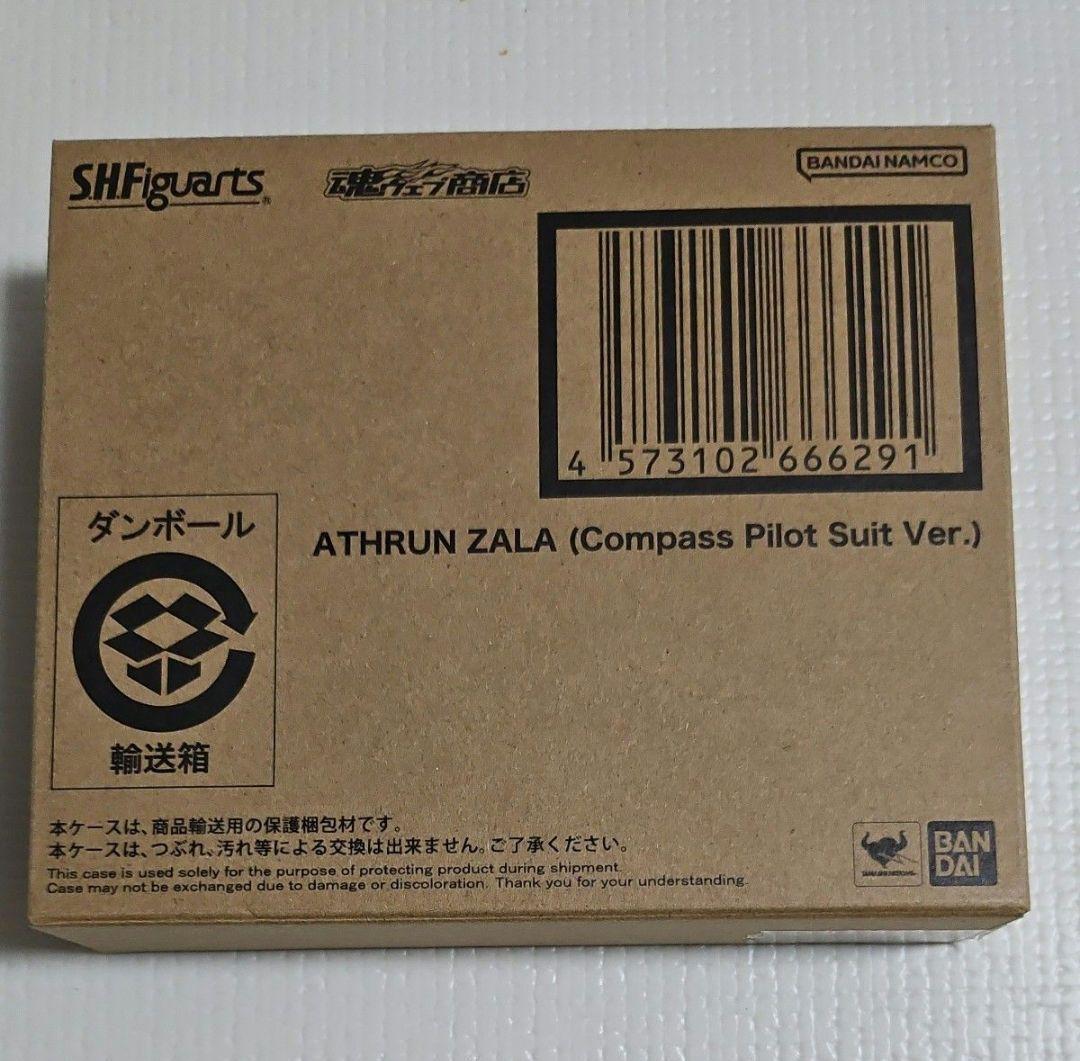 S.H.Figuarts
魂ウェブ商店
BANDAI NAMCO
4 573102 666291
ATHRUN ZALA (Compass Pilot Suit Ver.)
ダンボール
輸送箱
本ケースは、商品輸送用の保護梱包材です。
本ケースは、つぶれ、汚れ等による交換は出来ません。ご了承ください。
This case is used solely for the purpose of protecting product during shipment.
Case may not be exchanged due to damage or discoloration. Thank you for your understanding.
BAN
DAI